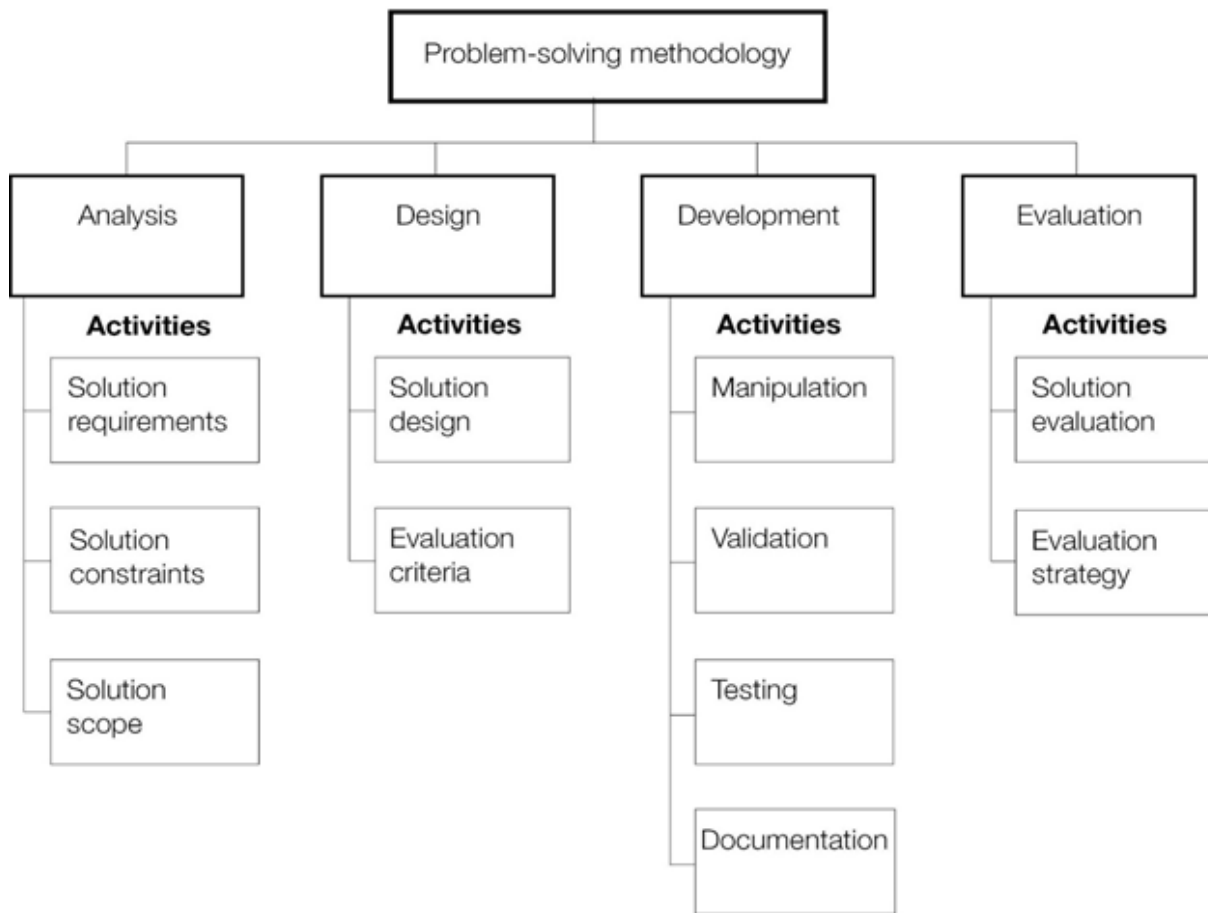 Problem-solving methodology
Analysis
Design
Development
Evaluation
Activities
Solution
requirements
Solution
constraints
Solution
scope
Activities
Solution
design
Evaluation
criteria
Activities
Manipulation
Validation
Testing
Documentation
Activities
Solution
evaluation
Evaluation
strategy